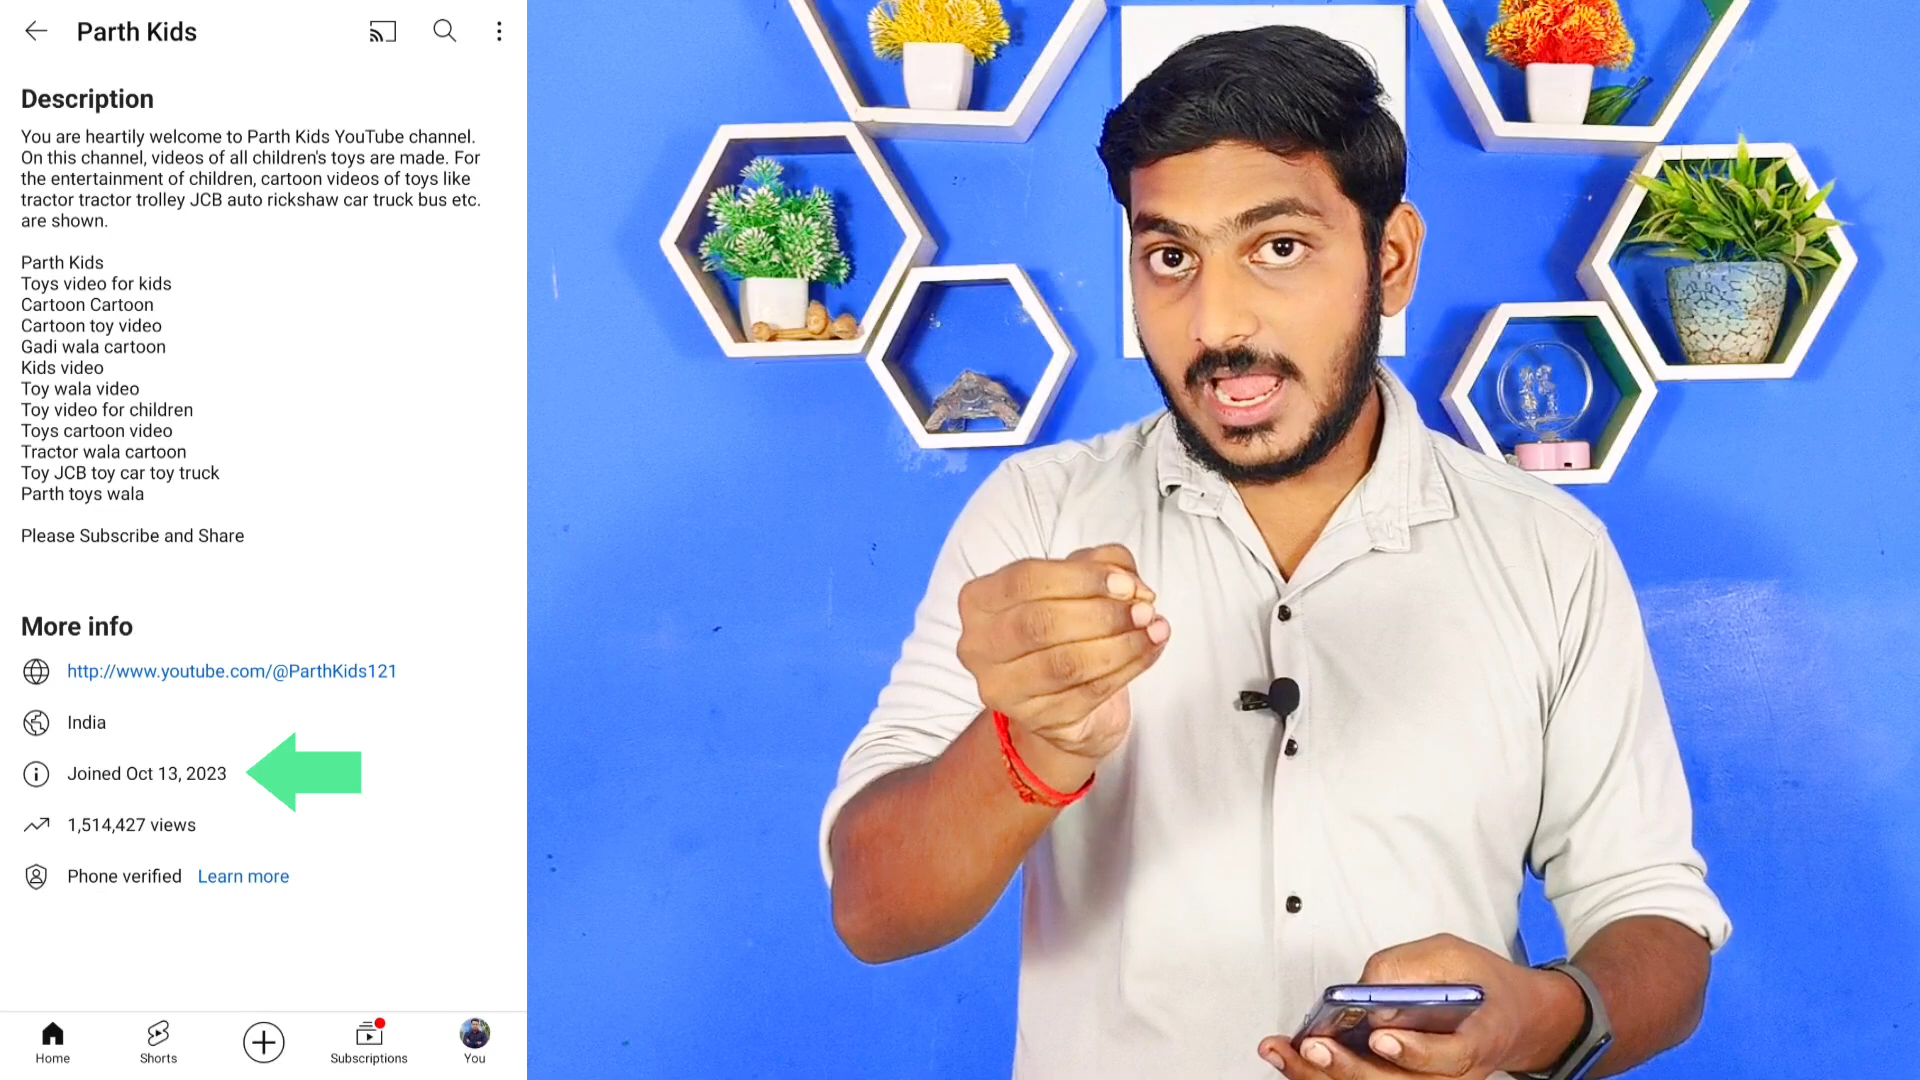 Parth Kids
Description
You are heartily welcome to Parth Kids YouTube channel.
On this channel, videos of all children's toys are made. For
the entertainment of children, cartoon videos of toys like
tractor tractor trolley JCB auto rickshaw car truck bus etc.
are shown.
Parth Kids
Toys video for kids
Cartoon Cartoon
Cartoon toy video
Gadi wala cartoon
Kids video
Toy wala video
Toy video for children
Toys cartoon video
Tractor wala cartoon
Toy JCB toy car toy truck
Parth toys wala
Please Subscribe and Share
More info
http://www.youtube.com/@ParthKids121
India
Joined Oct 13, 2023
1,514,427 views
Phone verified Learn more
Home
Shorts
Subscriptions
You